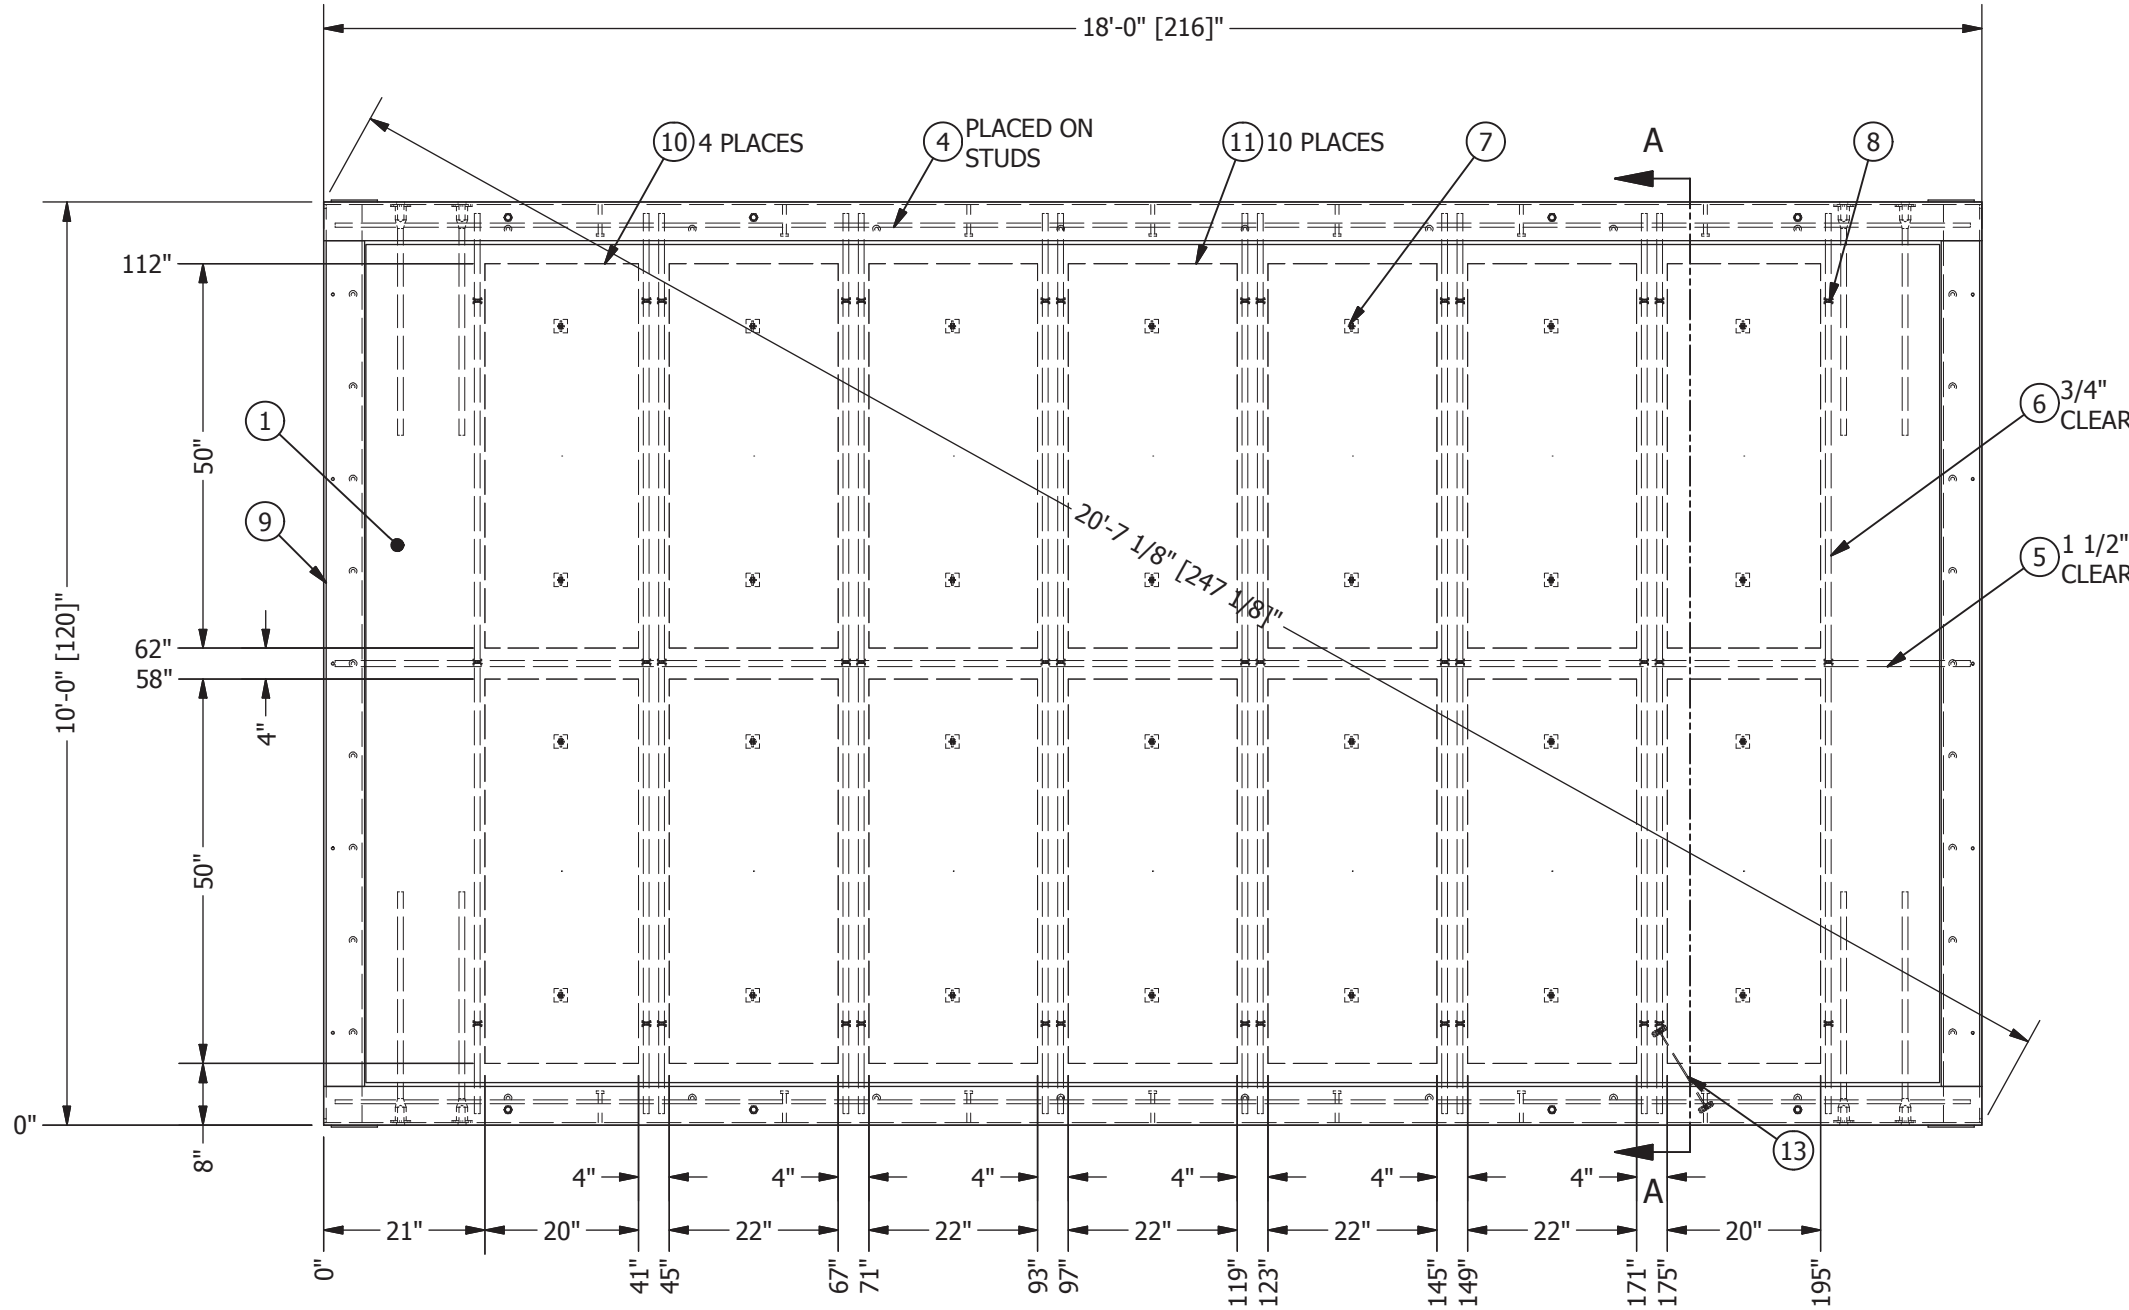 18'-0" [216]"
10 4 PLACES
4 PLACED ON
STUDS
11 10 PLACES
7
A
8
112"
50"
1
9
6 3/4"
CLEAR
5 1 1/2"
CLEAR
20'-7 1/8" [247 1/8]"
10'-0" [120]"
62"
58"
4"
50"
0"
8"
13
A
4" 4" 4" 4" 4" 4"
21" 20" 22" 22" 22" 22" 22" 20"
0" 41" 45" 67" 71" 93" 97" 119" 123" 145" 149" 171" 175" 195"